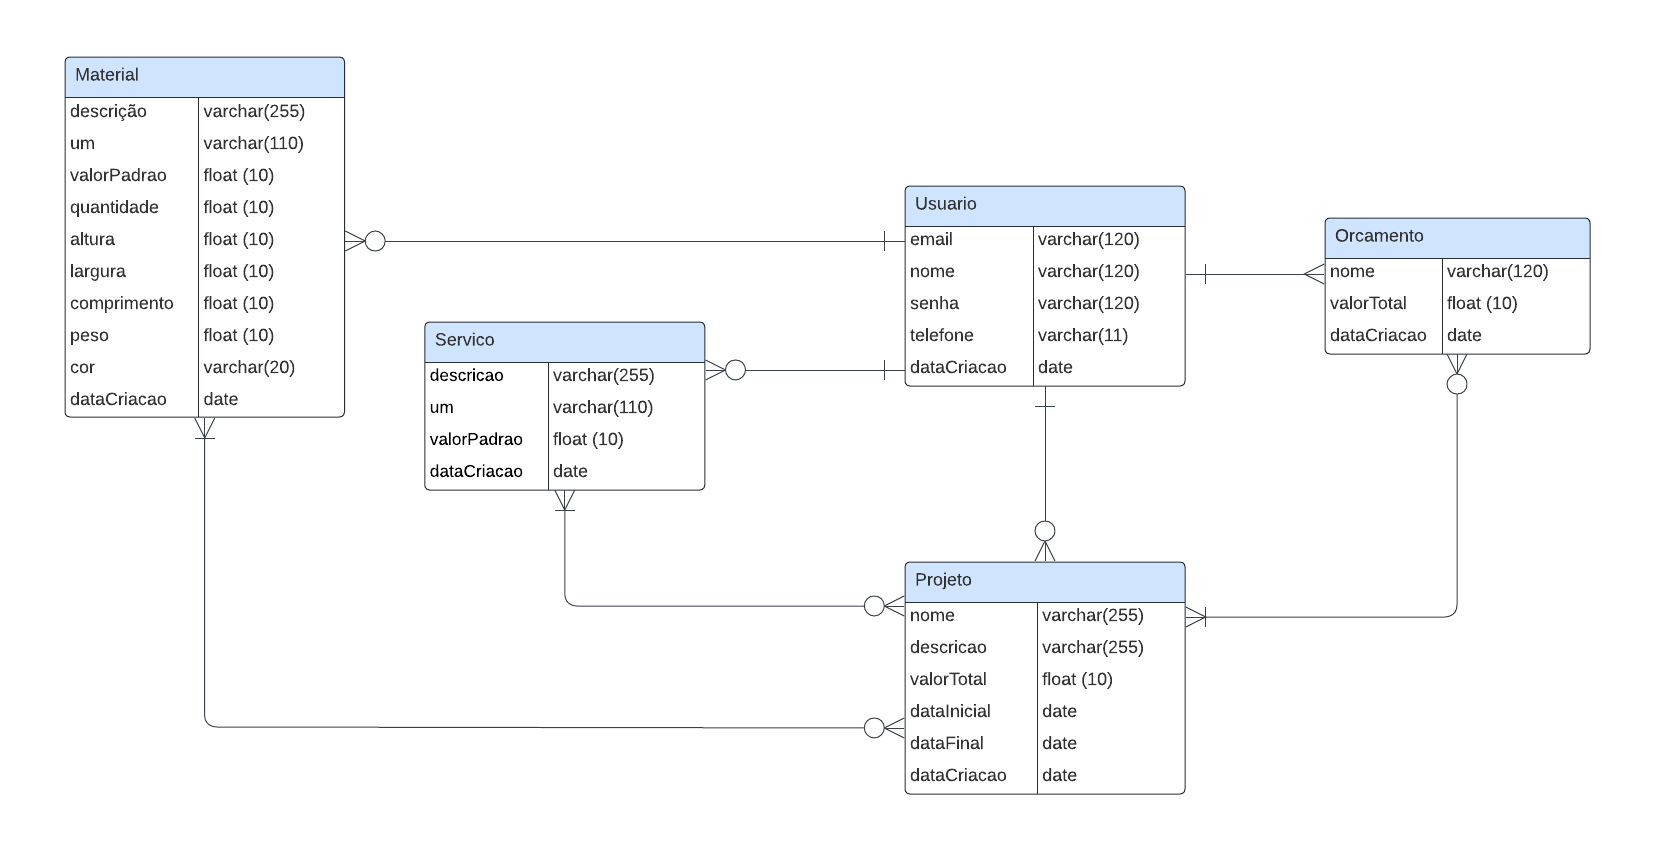 Material
descrição varchar(255)
um varchar(110)
valorPadrao float (10)
quantidade float (10)
altura float (10)
largura float (10)
comprimento float (10)
peso float (10)
cor varchar(20)
dataCriacao date
Servico
descricao varchar(255)
um varchar(110)
valorPadrao float (10)
dataCriacao date
Usuario
email varchar(120)
nome varchar(120)
senha varchar(120)
telefone varchar(11)
dataCriacao date
Orcamento
nome varchar(120)
valorTotal float (10)
dataCriacao date
Projeto
nome varchar(255)
descricao varchar(255)
valorTotal float (10)
dataInicial date
dataFinal date
dataCriacao date